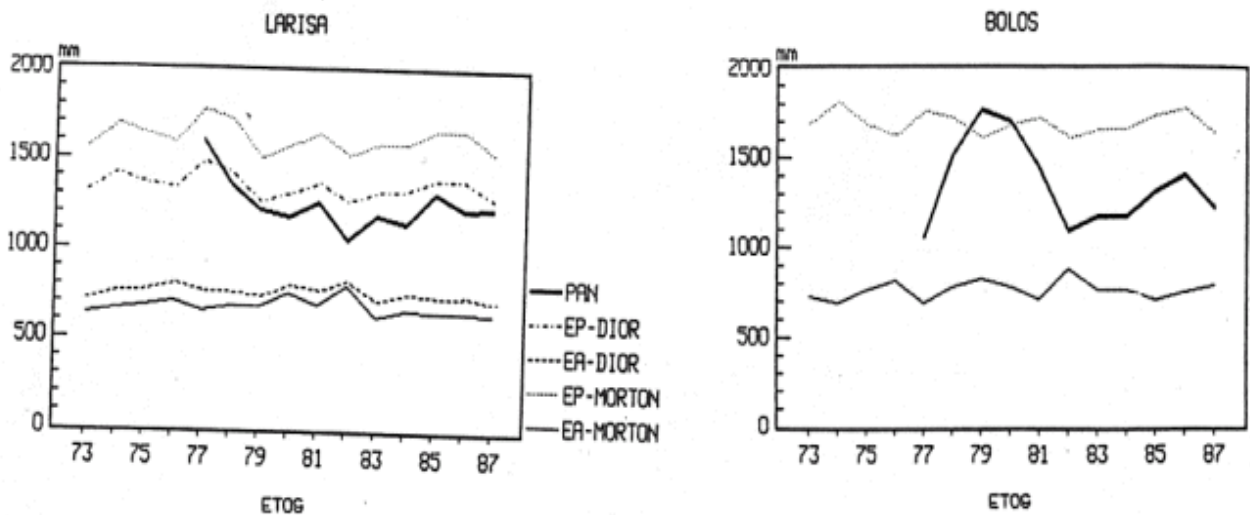 LARISA
mm
2000
1500
1000
500
0
73 75 77 79 81 83 85 87
ΕΤΟΘ
PAN
EP-DIOR
EA-DIOR
EP-MORTON
EA-MORTON
BOLOS
mm
2000
1500
1000
500
0
73 75 77 79 81 83 85 87
ΕΤΟΘ